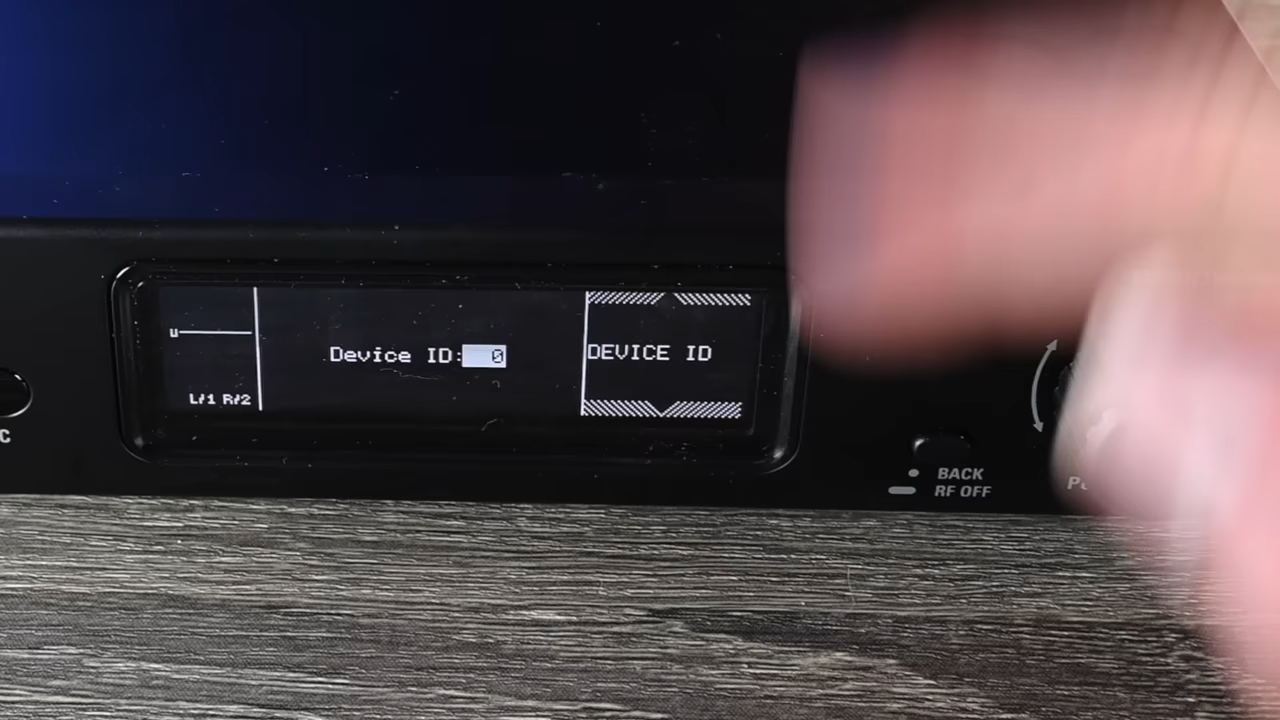 u
L/1 R/2
Device ID: 0
DEVICE ID
C
BACK
RF OFF